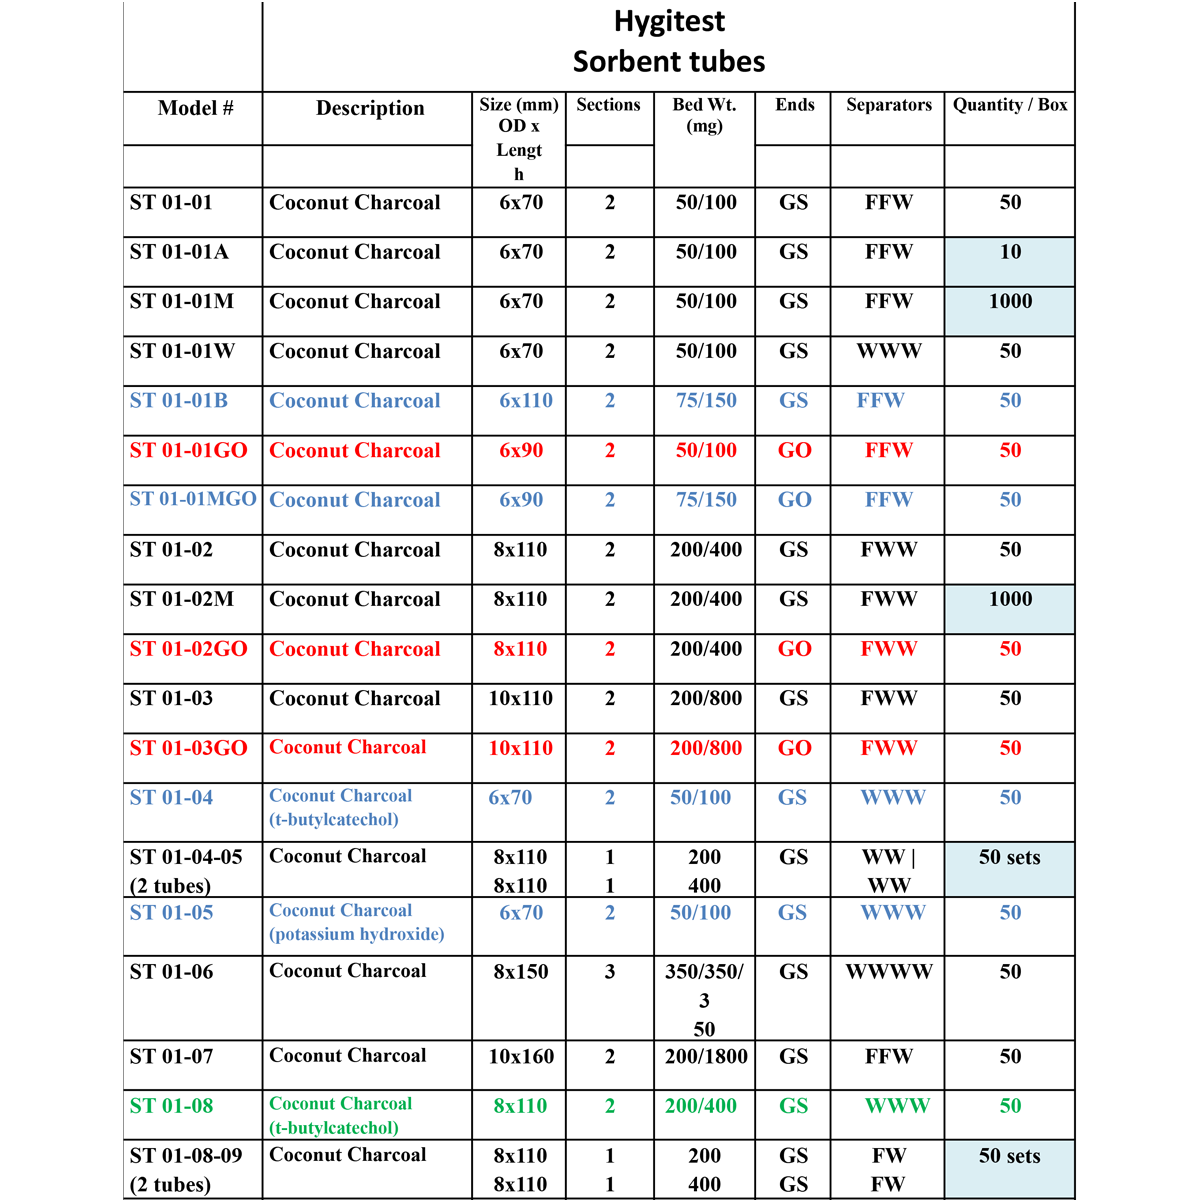 Hygitest
Sorbent tubes
Model # Description Size (mm) Sections Bed Wt. Ends Separators Quantity / Box
OD x (mg)
Lengt
h
ST 01-01 Coconut Charcoal 6x70 2 50/100 GS FFW 50
ST 01-01A Coconut Charcoal 6x70 2 50/100 GS FFW 10
ST 01-01M Coconut Charcoal 6x70 2 50/100 GS FFW 1000
ST 01-01W Coconut Charcoal 6x70 2 50/100 GS WWW 50
ST 01-01B Coconut Charcoal 6x110 2 75/150 GS FFW 50
ST 01-01GO Coconut Charcoal 6x90 2 50/100 GO FFW 50
ST 01-01MGO Coconut Charcoal 6x90 2 75/150 GO FFW 50
ST 01-02 Coconut Charcoal 8x110 2 200/400 GS FWW 50
ST 01-02M Coconut Charcoal 8x110 2 200/400 GS FWW 1000
ST 01-02GO Coconut Charcoal 8x110 2 200/400 GO FWW 50
ST 01-03 Coconut Charcoal 10x110 2 200/800 GS FWW 50
ST 01-03GO Coconut Charcoal 10x110 2 200/800 GO FWW 50
ST 01-04 Coconut Charcoal 6x70 2 50/100 GS WWW 50
(t-butylcatechol)
ST 01-04-05 Coconut Charcoal 8x110 1 200 GS WW | 50 sets
(2 tubes) 8x110 1 400 WW
ST 01-05 Coconut Charcoal 6x70 2 50/100 GS WWW 50
(potassium hydroxide)
ST 01-06 Coconut Charcoal 8x150 3 350/350/ GS WWWW 50
3
50
ST 01-07 Coconut Charcoal 10x160 2 200/1800 GS FFW 50
ST 01-08 Coconut Charcoal 8x110 2 200/400 GS WWW 50
(t-butylcatechol)
ST 01-08-09 Coconut Charcoal 8x110 1 200 GS FW 50 sets
(2 tubes) 8x110 1 400 GS FW